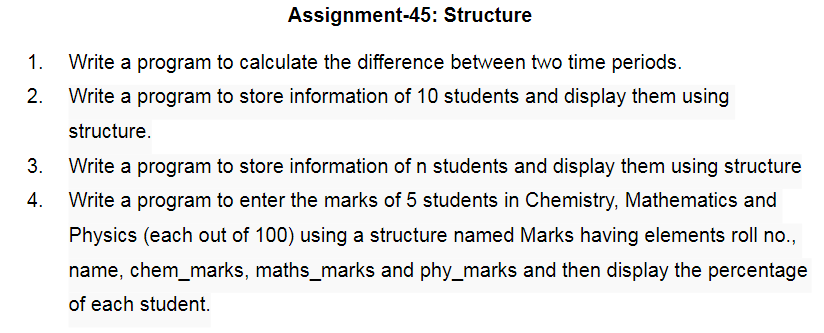 Assignment-45: Structure
1. Write a program to calculate the difference between two time periods.
2. Write a program to store information of 10 students and display them using
structure.
3. Write a program to store information of n students and display them using structure
4. Write a program to enter the marks of 5 students in Chemistry, Mathematics and
Physics (each out of 100) using a structure named Marks having elements roll no.,
name, chem_marks, maths_marks and phy_marks and then display the percentage
of each student.